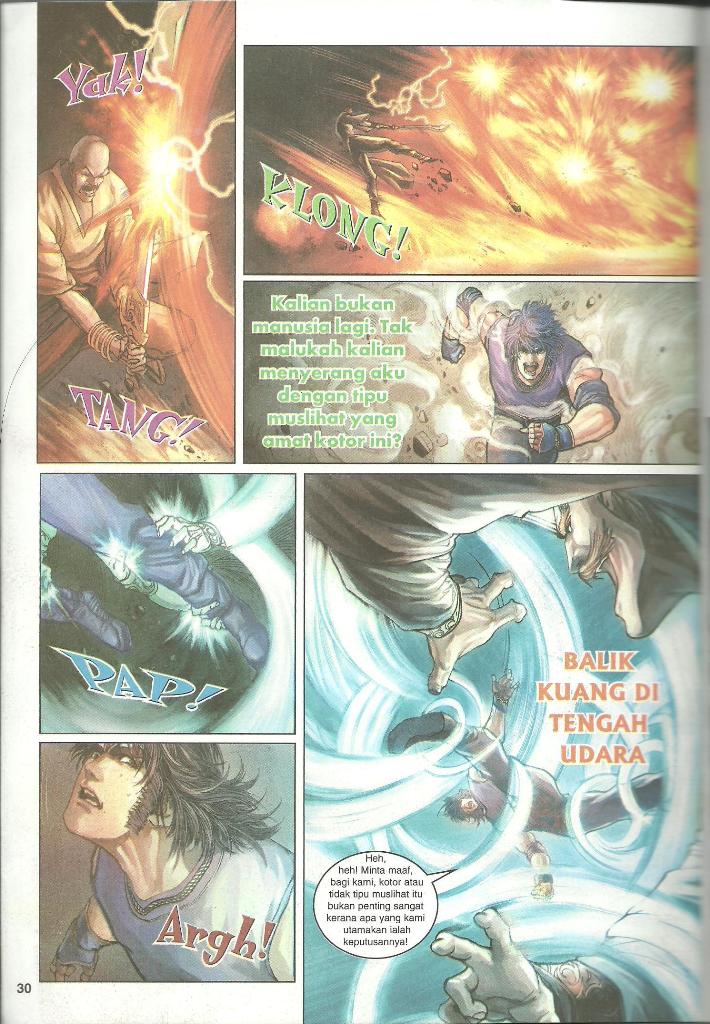 Yak!
TANG!
KLONG!
Kalian bukan
manusia lagi. Tak
malukah kalian
menyerang aku
dengan tipu
muslihat yang
amat kotor ini?
PAP!
Argh!
BALIK
KUANG DI
TENGAH
UDARA
Heh,
heh! Minta maaf,
bagi kami, kotor atau
tidak tipu muslihat itu
bukan penting sangat
kerana apa yang kami
utamakan ialah
keputusannya!
30